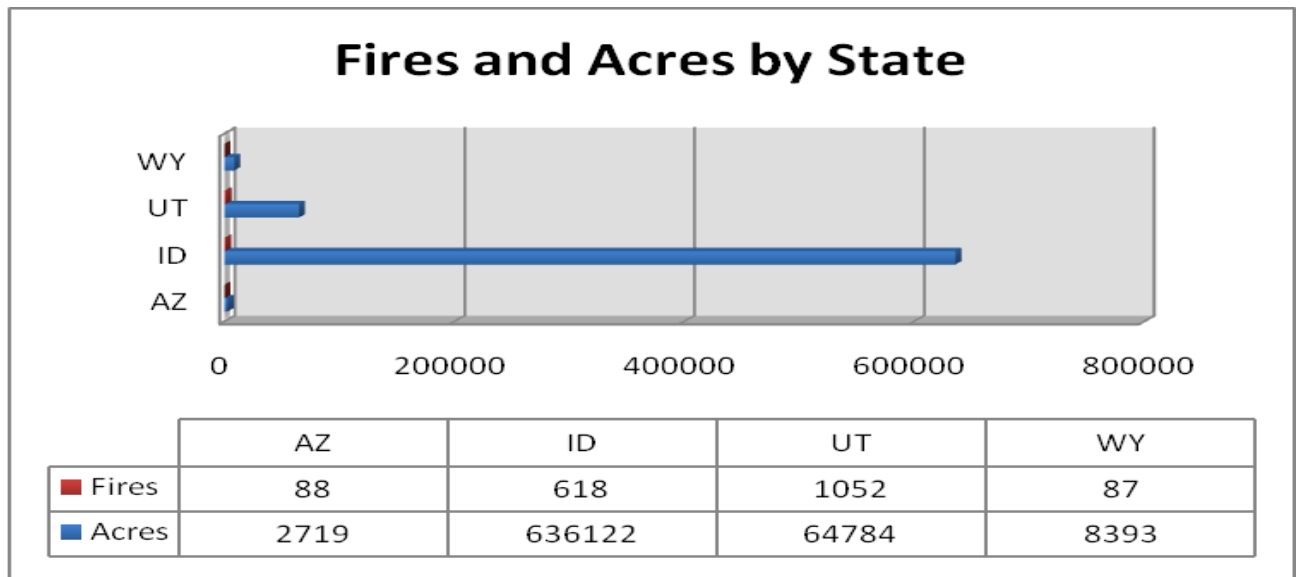 Fires and Acres by State
WY
UT
ID
AZ
0 200000 400000 600000 800000
AZ ID UT WY
Fires 88 618 1052 87
Acres 2719 636122 64784 8393